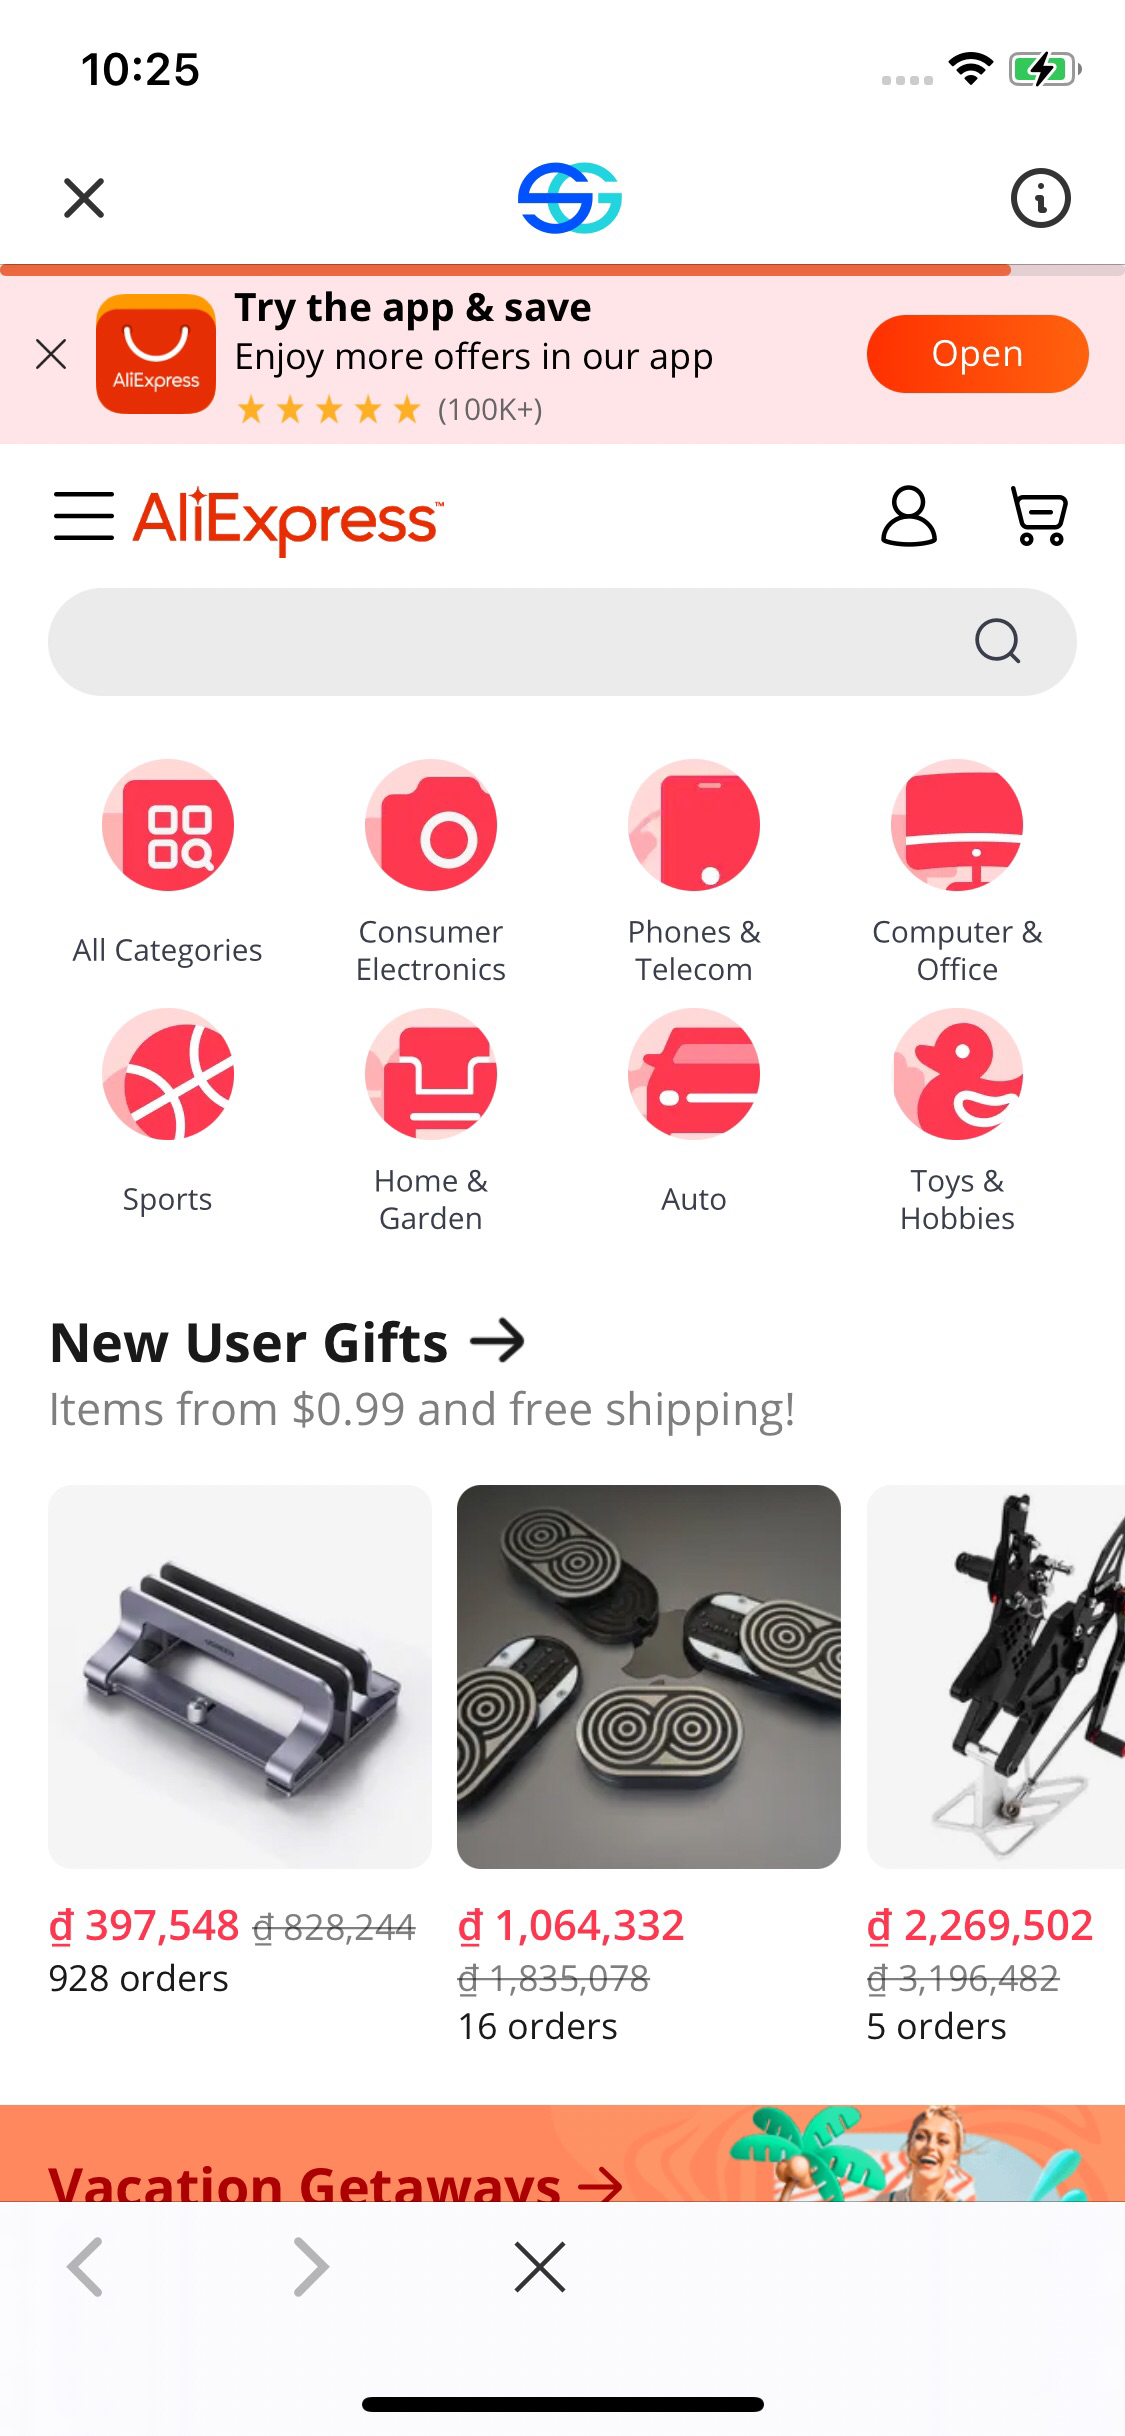 10:25
SG
Try the app & save
AliExpress
Enjoy more offers in our app
Open
(100K+)
AliExpress™
All Categories
Consumer
Electronics
Phones &
Telecom
Computer &
Office
Sports
Home &
Garden
Auto
Toys &
Hobbies
New User Gifts
Items from $0.99 and free shipping!
₫ 397,548 ₫ 828,244
928 orders
₫ 1,064,332
₫ 1,835,078
16 orders
₫ 2,269,502
₫ 3,196,482
5 orders
Vacation Getaways